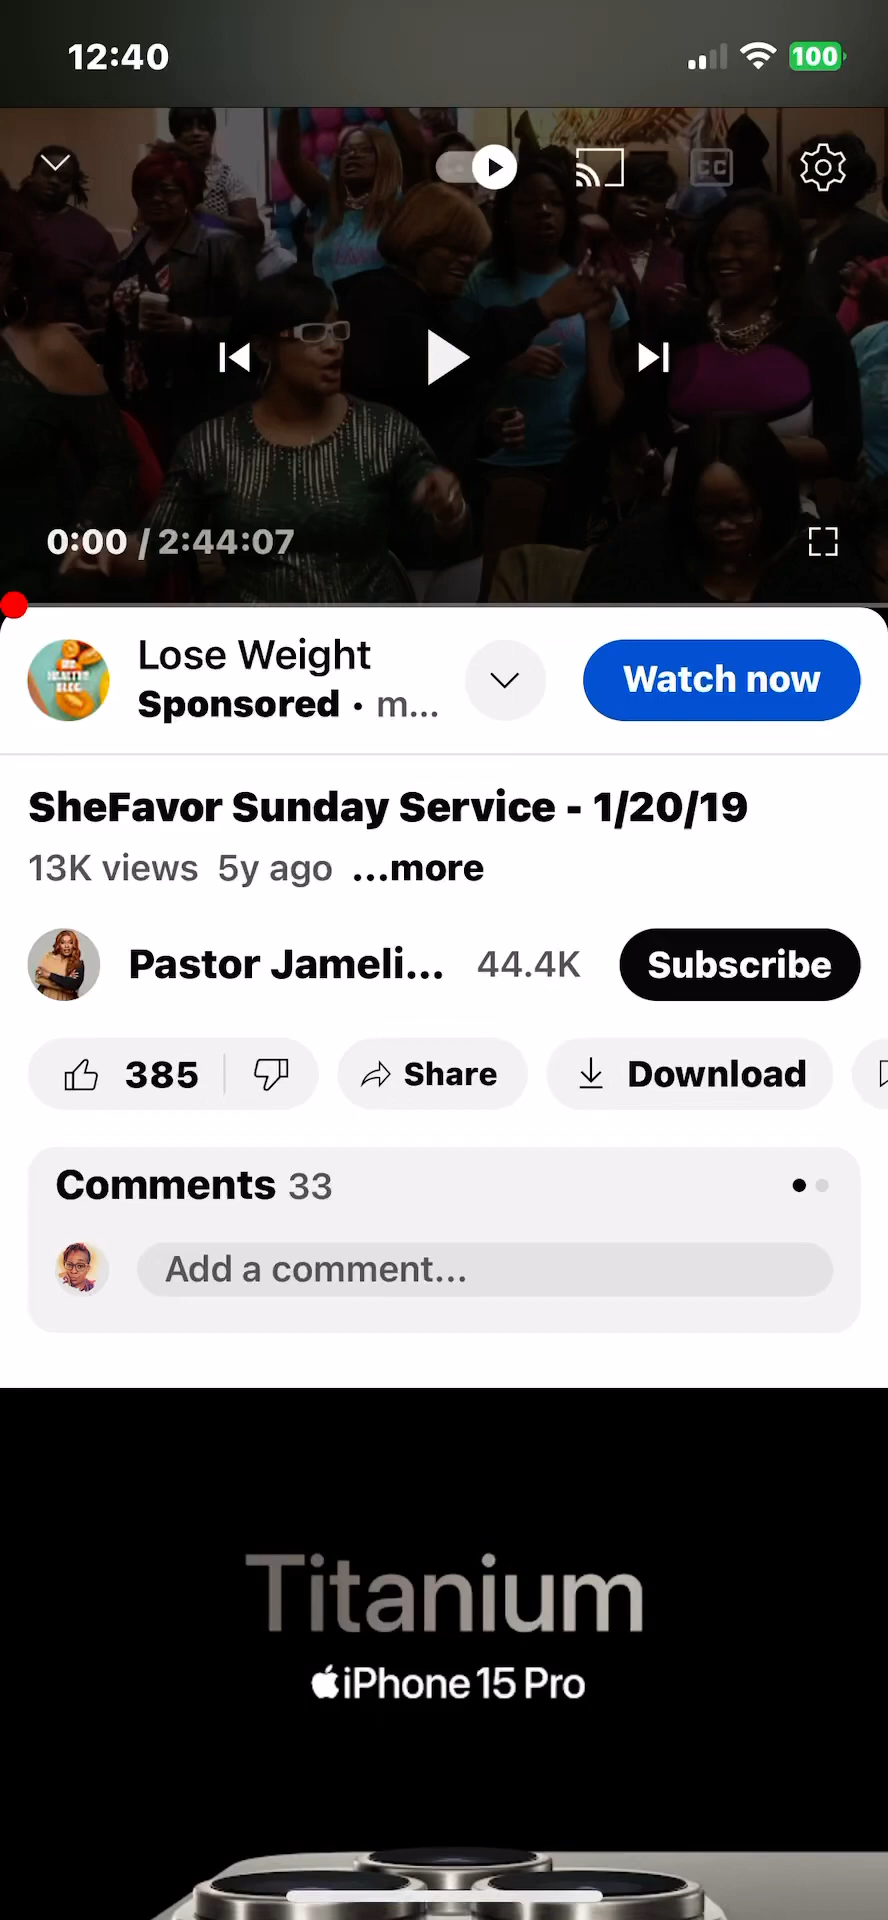 12:40
100
CC
0:00 / 2:44:07
Lose Weight
Sponsored • m...
Watch now
SheFavor Sunday Service - 1/20/19
13K views 5y ago ...more
Pastor Jameli... 44.4K Subscribe
385 Share Download
Comments 33
Add a comment...
Titanium
iPhone 15 Pro